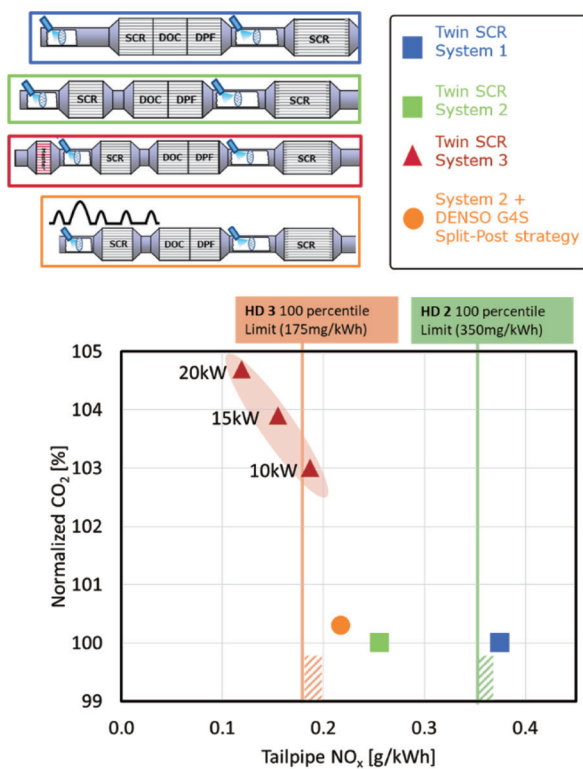 SCR DOC DPF SCR
SCR DOC DPF SCR
SCR DOC DPF SCR
SCR DOC DPF SCR
Twin SCR
System 1
Twin SCR
System 2
Twin SCR
System 3
System 2 +
DENSO G4S
Split-Post strategy
HD 3 100 percentile
Limit (175mg/kWh)
HD 2 100 percentile
Limit (350mg/kWh)
105
104
103
102
101
100
99
Normalized CO₂ [%]
20kW
15kW
10kW
0.0 0.1 0.2 0.3 0.4
Tailpipe NOₓ [g/kWh]